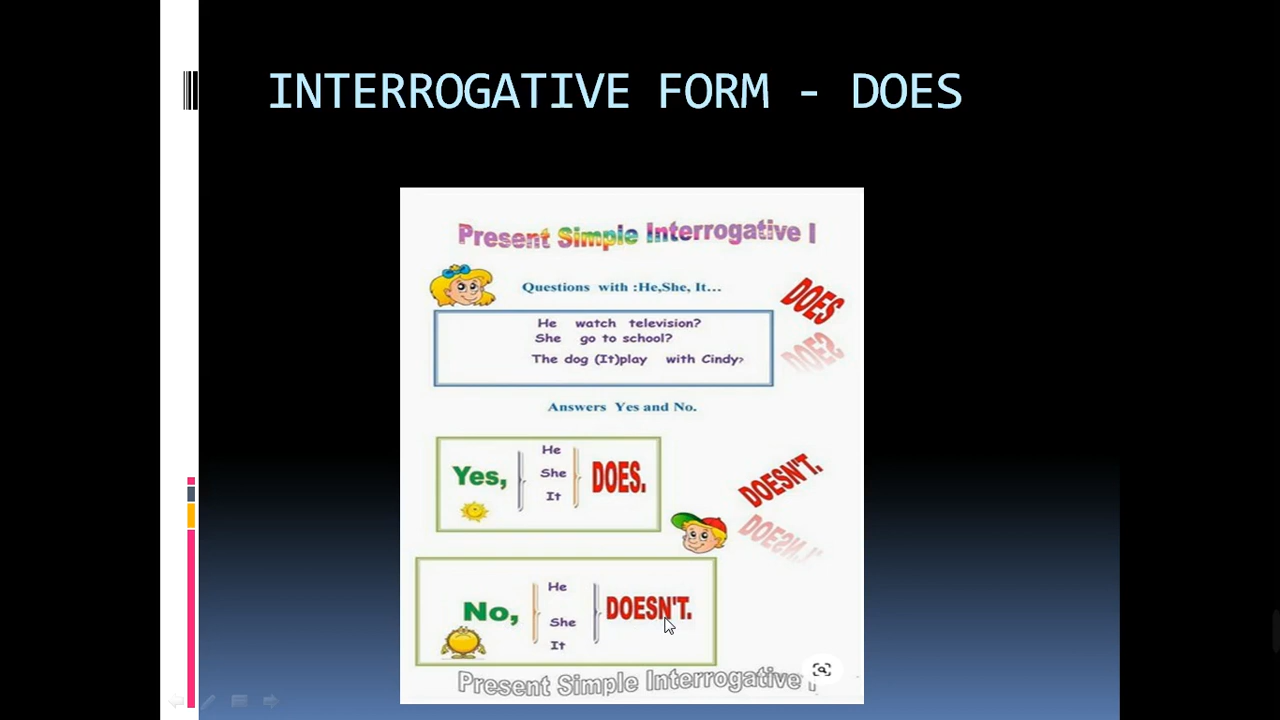 INTERROGATIVE FORM - DOES
Present Simple Interrogative I
Questions with :He,She, It...
DOES
DOES
He watch television?
She go to school?
The dog (It)play with Cindy?
Answers Yes and No.
He
Yes, She DOES.
It
DOESN'T.
DOESN'T.
He
No, DOESN'T.
She
It
Present Simple Interrogative I